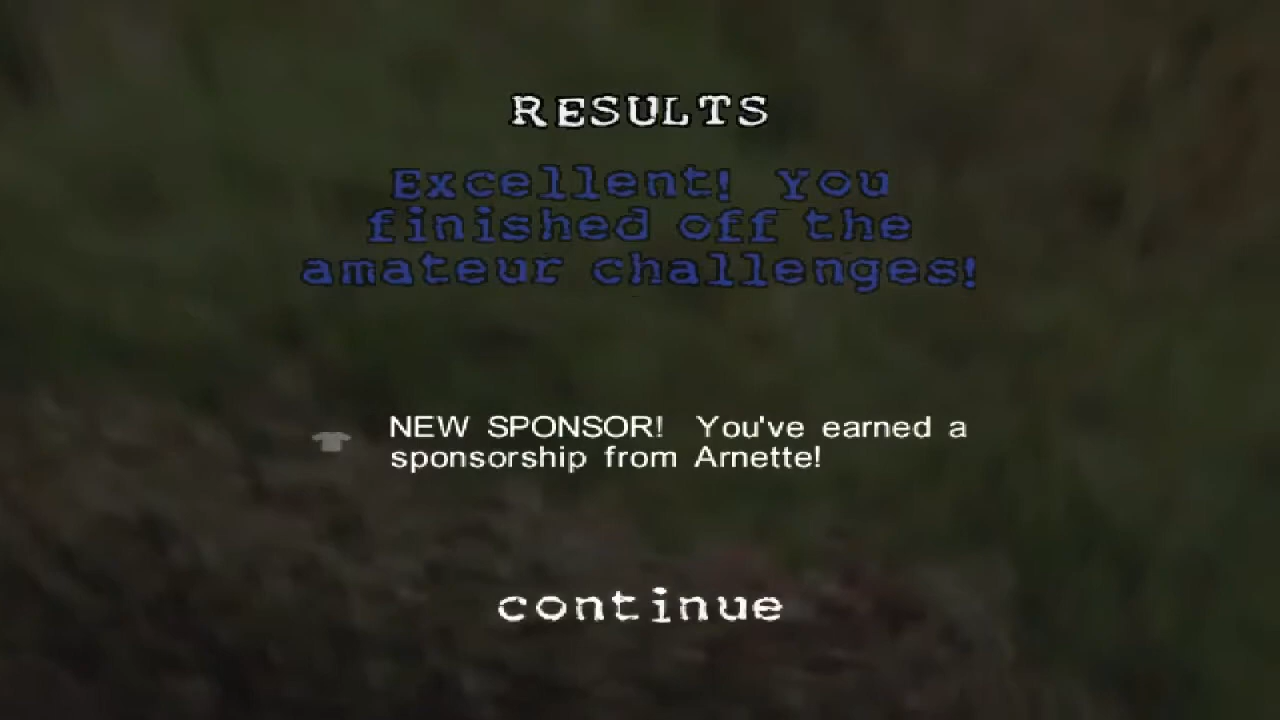 RESULTS
Excellent! You
finished off the
amateur challenges!
NEW SPONSOR! You've earned a
sponsorship from Arnette!
continue